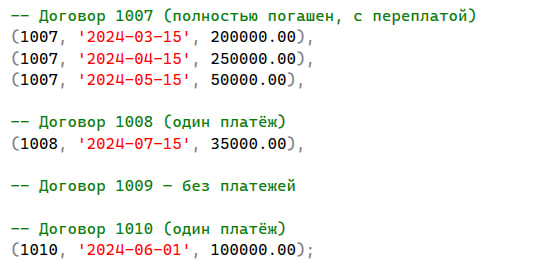 -- Договор 1007 (полностью погашен, с переплатой)
(1007, '2024-03-15', 200000.00),
(1007, '2024-04-15', 250000.00),
(1007, '2024-05-15', 50000.00),
-- Договор 1008 (один платёж)
(1008, '2024-07-15', 35000.00),
-- Договор 1009 – без платежей
-- Договор 1010 (один платёж)
(1010, '2024-06-01', 100000.00);